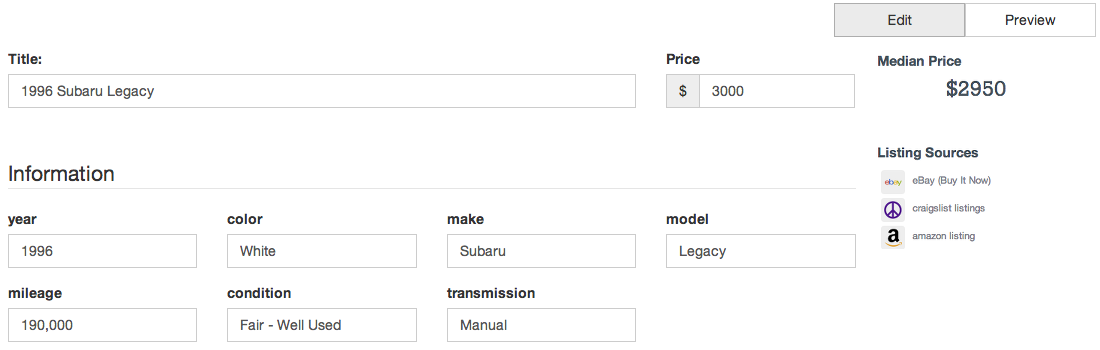 Edit Preview
Title: Price Median Price
1996 Subaru Legacy $ 3000 $2950
Listing Sources
Information
ebay eBay (Buy It Now)
craigslist listings
a amazon listing
year color make model
1996 White Subaru Legacy
mileage condition transmission
190,000 Fair - Well Used Manual